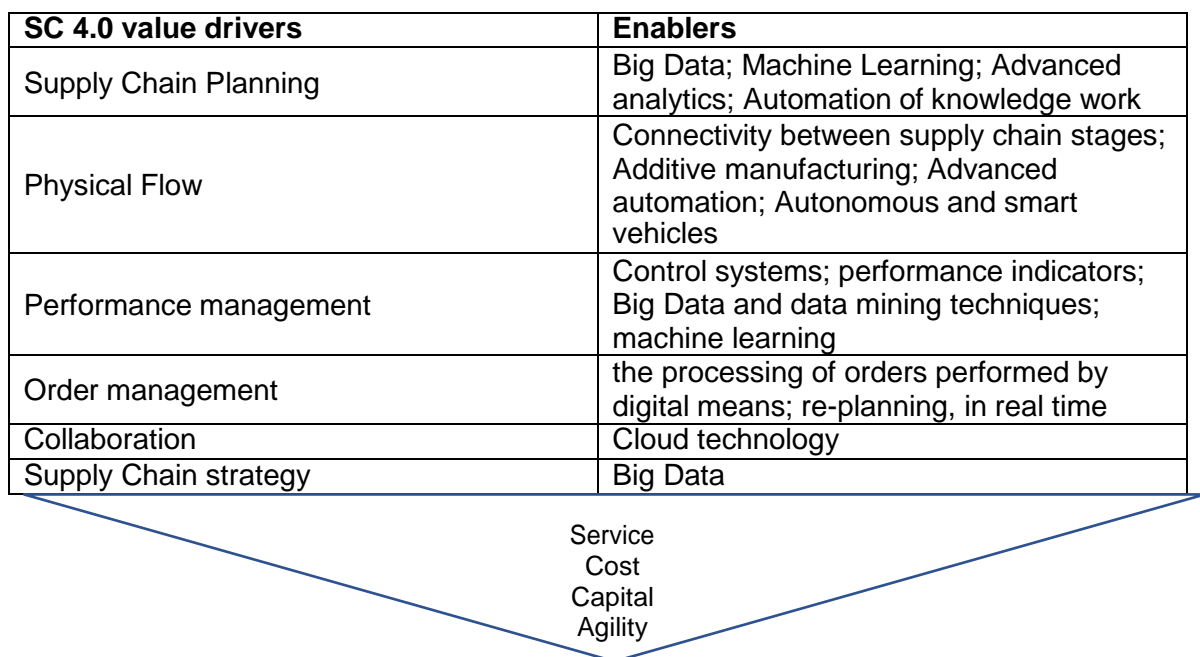 SC 4.0 value drivers
Enablers
Supply Chain Planning
Big Data; Machine Learning; Advanced
analytics; Automation of knowledge work
Physical Flow
Connectivity between supply chain stages;
Additive manufacturing; Advanced
automation; Autonomous and smart
vehicles
Performance management
Control systems; performance indicators;
Big Data and data mining techniques;
machine learning
Order management
the processing of orders performed by
digital means; re-planning, in real time
Collaboration
Cloud technology
Supply Chain strategy
Big Data
Service
Cost
Capital
Agility